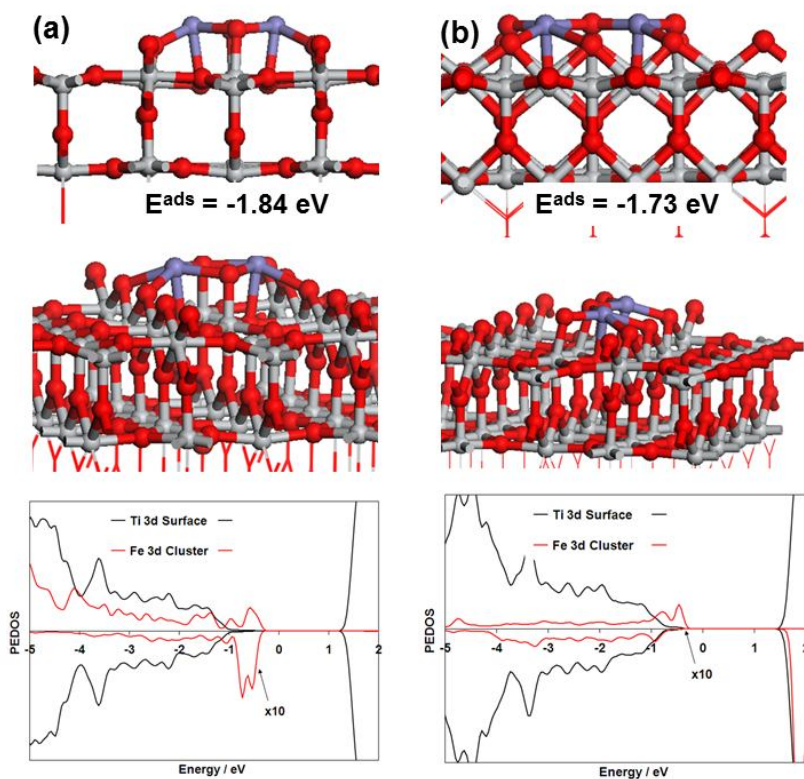 (a)
E^ads = -1.84 eV
Ti 3d Surface
Fe 3d Cluster
PEDOS
-5 -4 -3 -2 -1 0 1 2
x10
Energy / eV
(b)
E^ads = -1.73 eV
Ti 3d Surface
Fe 3d Cluster
PEDOS
-5 -4 -3 -2 -1 0 1 2
x10
Energy / eV